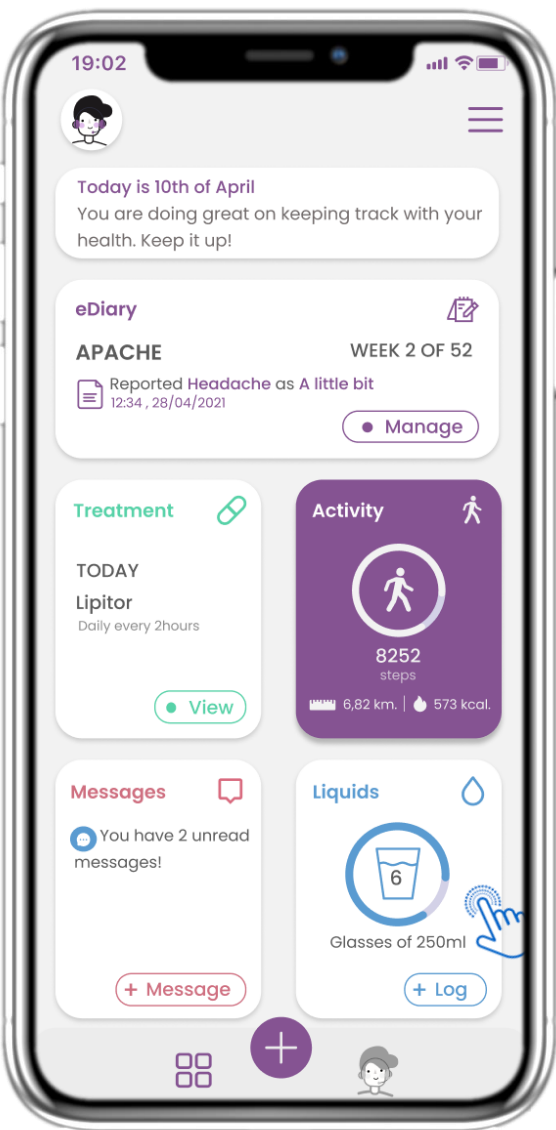 19:02
Today is 10th of April
You are doing great on keeping track with your
health. Keep it up!
eDiary
APACHE
WEEK 2 OF 52
Reported Headache as A little bit
12:34 , 28/04/2021
Manage
Treatment
TODAY
Lipitor
Daily every 2hours
View
Activity
8252
steps
6,82 km.
573 kcal.
Messages
You have 2 unread
messages!
+ Message
Liquids
6
Glasses of 250ml
+ Log